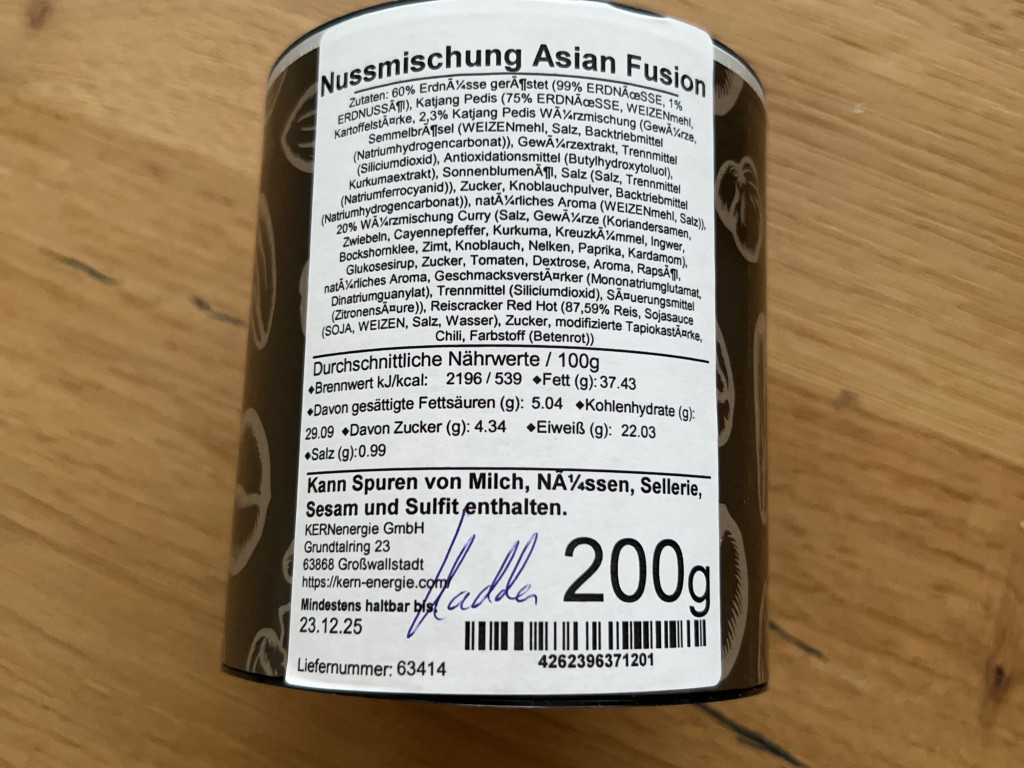 Nussmischung Asian Fusion
Zutaten: 60% ErdnÃ¼sse gerÃ¶stet (99% ERDNÃœSSE, 1%
ERDNUSSÃ¶l), Katjang Pedis (75% ERDNÃœSSE, WEIZENmehl,
KartoffelstÃ¤rke, 2,3% Katjang Pedis WÃ¼rzmischung (GewÃ¼rze,
SemmelbrÃ¶sel (WEIZENmehl, Salz, Backtriebmittel
(Natriumhydrogencarbonat)), GewÃ¼rzextrakt, Trennmittel
(Siliciumdioxid), Antioxidationsmittel (Butylhydroxytoluol),
Kurkumaextrakt), SonnenblumenÃ¶l, Salz (Salz, Trennmittel
(Natriumferrocyanid)), Zucker, Knoblauchpulver, Backtriebmittel
(Natriumhydrogencarbonat)), natÃ¼rliches Aroma (WEIZENmehl, Salz)),
20% WÃ¼rzmischung Curry (Salz, GewÃ¼rze (Koriandersamen,
Zwiebeln, Cayennepfeffer, Kurkuma, KreuzkÃ¼mmel, Ingwer,
Bockshornklee, Zimt, Knoblauch, Nelken, Paprika, Kardamom),
Glukosesirup, Zucker, Tomaten, Dextrose, Aroma, RapsÃ¶l,
natÃ¼rliches Aroma, GeschmacksverstÃ¤rker (Mononatriumglutamat,
Dinatriumguanylat), Trennmittel (Siliciumdioxid), SÃ¤uerungsmittel
(ZitronensÃ¤ure)), Reiscracker Red Hot (87,59% Reis, Sojasauce
(SOJA, WEIZEN, Salz, Wasser), Zucker, modifizierte TapiokastÃ¤rke,
Chili, Farbstoff (Betenrot))
Durchschnittliche Nährwerte / 100g
◆Brennwert kJ/kcal: 2196 / 539 ◆Fett (g): 37.43
◆Davon gesättigte Fettsäuren (g): 5.04 ◆Kohlenhydrate (g):
29.09 ◆Davon Zucker (g): 4.34 ◆Eiweiß (g): 22.03
◆Salz (g):0.99
Kann Spuren von Milch, NÃ¼ssen, Sellerie,
Sesam und Sulfit enthalten.
KERNenergie GmbH
Grundtalring 23
63868 Großwallstadt
https://kern-energie.com
Mindestens haltbar bis:
23.12.25
200g
4262396371201
Liefernummer: 63414